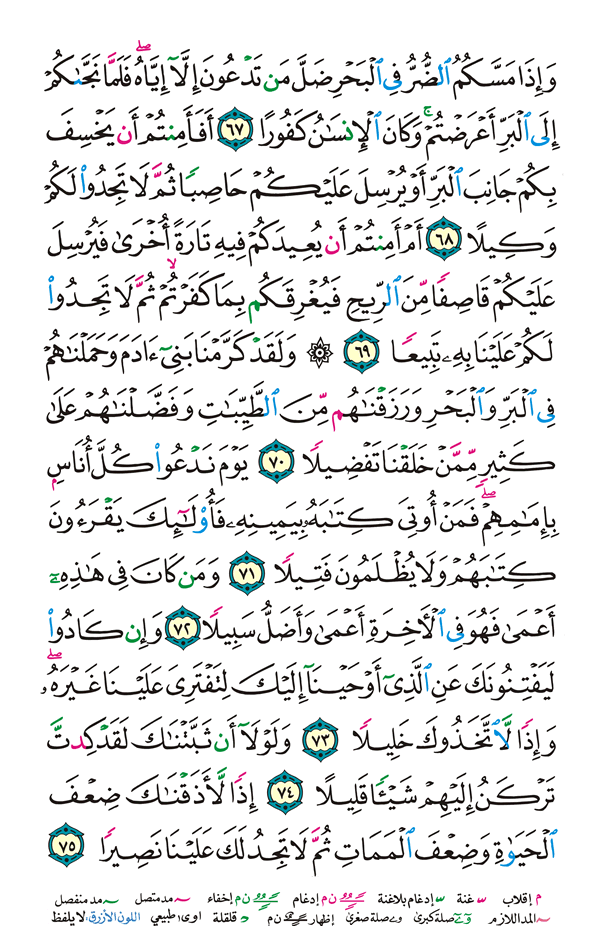 وَإِذَا مَسَّكُمُ ٱلضُّرُّ فِي ٱلۡبَحۡرِ ضَلَّ مَن تَدۡعُونَ إِلَّآ إِيَّاهُۖ فَلَمَّا نَجَّىٰكُمۡ
إِلَى ٱلۡبَرِّ أَعۡرَضۡتُمۡۚ وَكَانَ ٱلۡإِنسَٰنُ كَفُورًا ٦٧ أَفَأَمِنتُمۡ أَن يَخۡسِفَ
بِكُمۡ جَانِبَ ٱلۡبَرِّ أَوۡ يُرۡسِلَ عَلَيۡكُمۡ حَاصِبٗا ثُمَّ لَا تَجِدُواْ لَكُمۡ
وَكِيلًا ٦٨ أَمۡ أَمِنتُمۡ أَن يُعِيدَكُمۡ فِيهِ تَارَةً أُخۡرَىٰ فَيُرۡسِلَ
عَلَيۡكُمۡ قَاصِفٗا مِّنَ ٱلرِّيحِ فَيُغۡرِقَكُم بِمَا كَفَرۡتُمۡۙ ثُمَّ لَا تَجِدُواْ
لَكُمۡ عَلَيۡنَا بِهِۦ تَبِيعٗا ٦٩ ۞ وَلَقَدۡ كَرَّمۡنَا بَنِيٓ ءَادَمَ وَحَمَلۡنَٰهُمۡ
فِي ٱلۡبَرِّ وَٱلۡبَحۡرِ وَرَزَقۡنَٰهُم مِّنَ ٱلطَّيِّبَٰتِ وَفَضَّلۡنَٰهُمۡ عَلَىٰ
كَثِيرٖ مِّمَّنۡ خَلَقۡنَا تَفۡضِيلٗا ٧٠ يَوۡمَ نَدۡعُواْ كُلَّ أُنَاسِۭ
بِإِمَٰمِهِمۡۖ فَمَنۡ أُوتِيَ كِتَٰبَهُۥ بِيَمِينِهِۦ فَأُوْلَٰٓئِكَ يَقۡرَءُونَ
كِتَٰبَهُمۡ وَلَا يُظۡلَمُونَ فَتِيلٗا ٧١ وَمَن كَانَ فِي هَٰذِهِۦٓ
أَعۡمَىٰ فَهُوَ فِي ٱلۡأٓخِرَةِ أَعۡمَىٰ وَأَضَلُّ سَبِيلٗا ٧٢ وَإِن كَادُواْ
لَيَفۡتِنُونَكَ عَنِ ٱلَّذِيٓ أَوۡحَيۡنَآ إِلَيۡكَ لِتَفۡتَرِيَ عَلَيۡنَا غَيۡرَهُۥۖ
وَإِذٗا لَّٱتَّخَذُوكَ خَلِيلٗا ٧٣ وَلَوۡلَآ أَن ثَبَّتۡنَٰكَ لَقَدۡ كِدتَّ
تَرۡكَنُ إِلَيۡهِمۡ شَيۡـٔٗا قَلِيلًا ٧٤ إِذٗا لَّأَذَقۡنَٰكَ ضِعۡفَ
ٱلۡحَيَوٰةِ وَضِعۡفَ ٱلۡمَمَاتِ ثُمَّ لَا تَجِدُ لَكَ عَلَيۡنَا نَصِيرٗا ٧٥
م إقلاب غنة إدغام بلاغنة ن م إدغام ن م إخفاء مد متصل مد منفصل
المد اللازم صلة كبرى و ے صلة صغرى إظهار ن م قلقلة اوى طبيعي اللون الأزرق: لا يلفظ